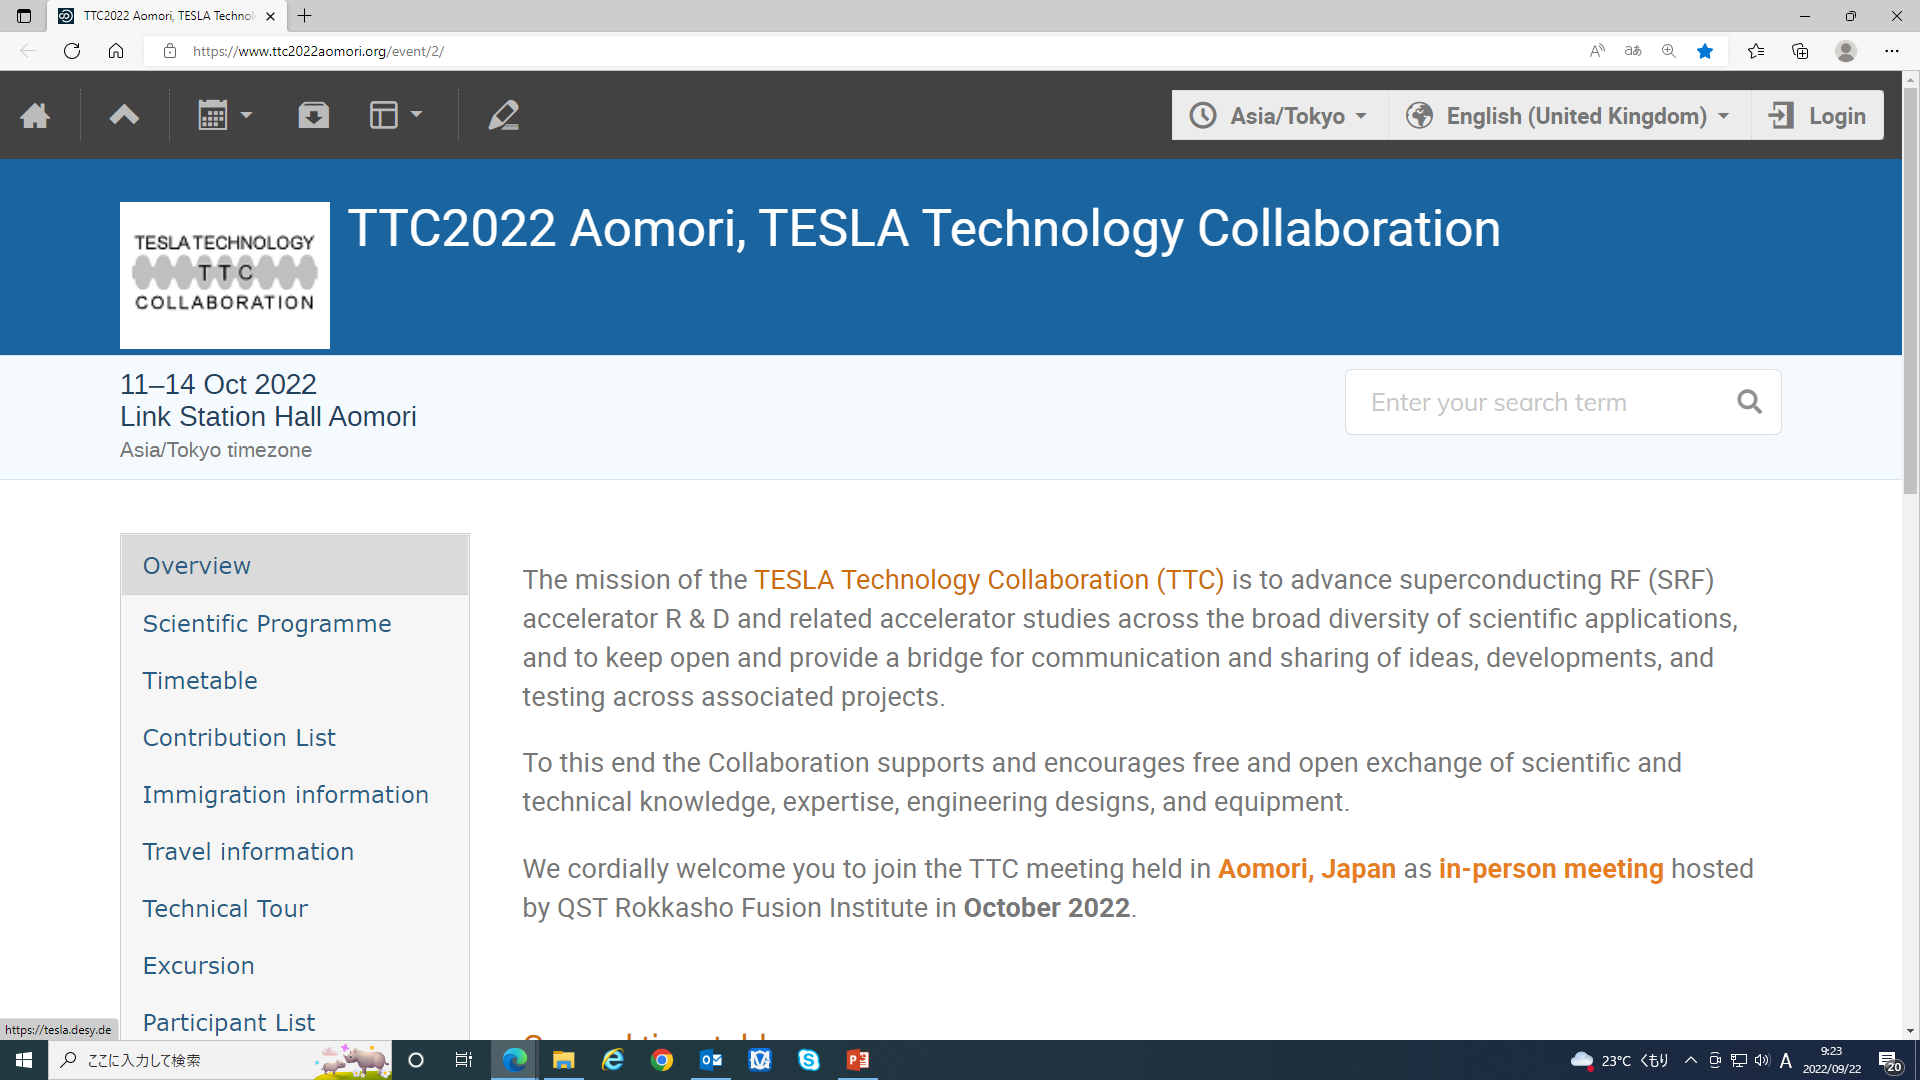 TTC2022 Aomori, TESLA Technol
https://www.ttc2022aomori.org/event/2/
Asia/Tokyo
English (United Kingdom)
Login
TESLA TECHNOLOGY
TTC
COLLABORATION
TTC2022 Aomori, TESLA Technology Collaboration
11–14 Oct 2022
Link Station Hall Aomori
Asia/Tokyo timezone
Enter your search term
Overview
Scientific Programme
Timetable
Contribution List
Immigration information
Travel information
Technical Tour
Excursion
Participant List
The mission of the TESLA Technology Collaboration (TTC) is to advance superconducting RF (SRF)
accelerator R & D and related accelerator studies across the broad diversity of scientific applications,
and to keep open and provide a bridge for communication and sharing of ideas, developments, and
testing across associated projects.
To this end the Collaboration supports and encourages free and open exchange of scientific and
technical knowledge, expertise, engineering designs, and equipment.
We cordially welcome you to join the TTC meeting held in Aomori, Japan as in-person meeting hosted
by QST Rokkasho Fusion Institute in October 2022.
https://tesla.desy.de
ここに入力して検索
23°C くもり
A
9:23
2022/09/22
20